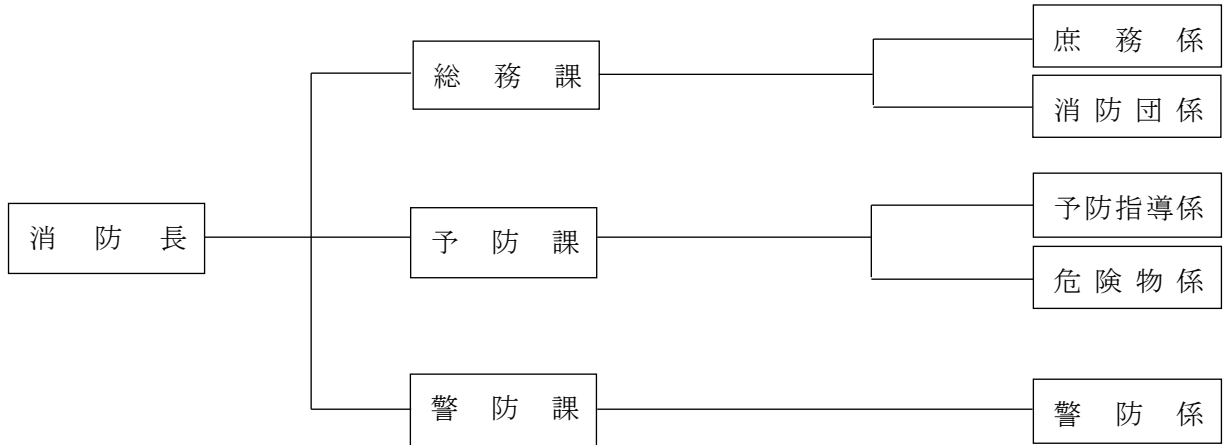 消防長
総務課
庶務係
消防団係
予防課
予防指導係
危険物係
警防課
警防係